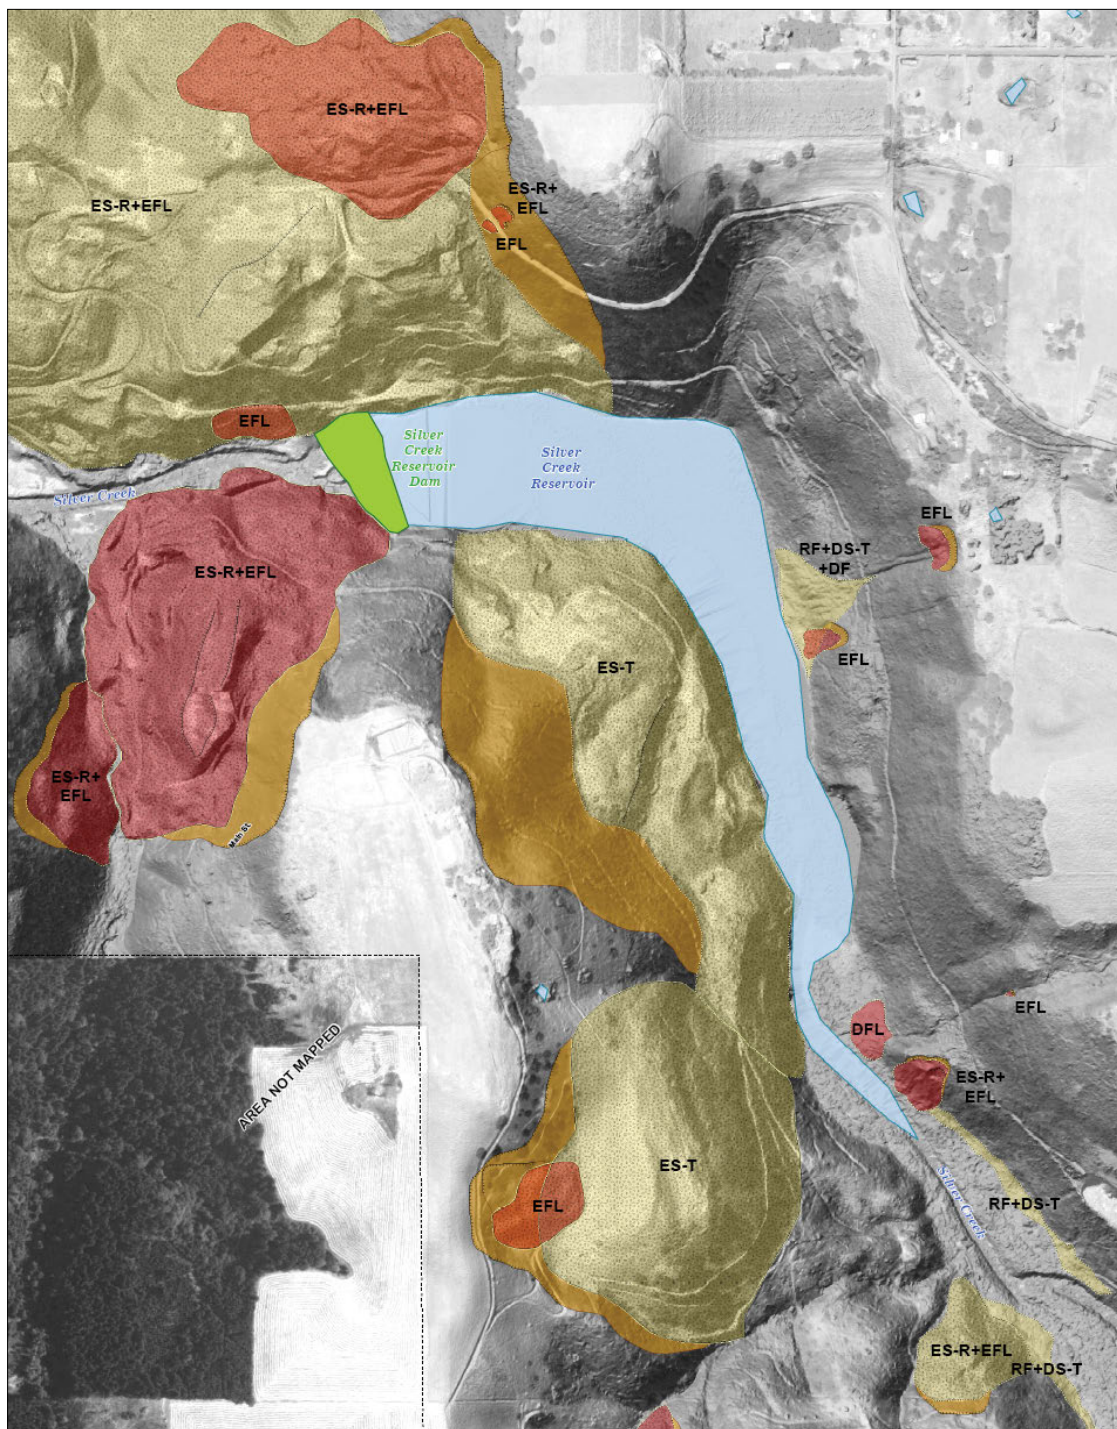 ES-R+EFL
ES-R+EFL
ES-R+
EFL
EFL
EFL
Silver
Creek
Reservoir
Dam
Silver
Creek
Reservoir
Silver Creek
EFL
ES-R+EFL
RF+DS-T
+DF
EFL
ES-T
ES-R+
EFL
Main St
EFL
DFL
ES-R+
EFL
AREA NOT MAPPED
ES-T
EFL
Silver Creek
RF+DS-T
ES-R+EFL
RF+DS-T